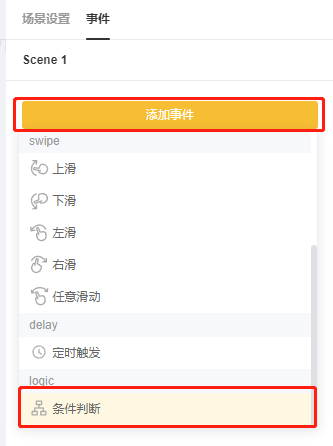 场景设置 事件
Scene 1
添加事件
swipe
上滑
下滑
左滑
右滑
任意滑动
delay
定时触发
logic
条件判断